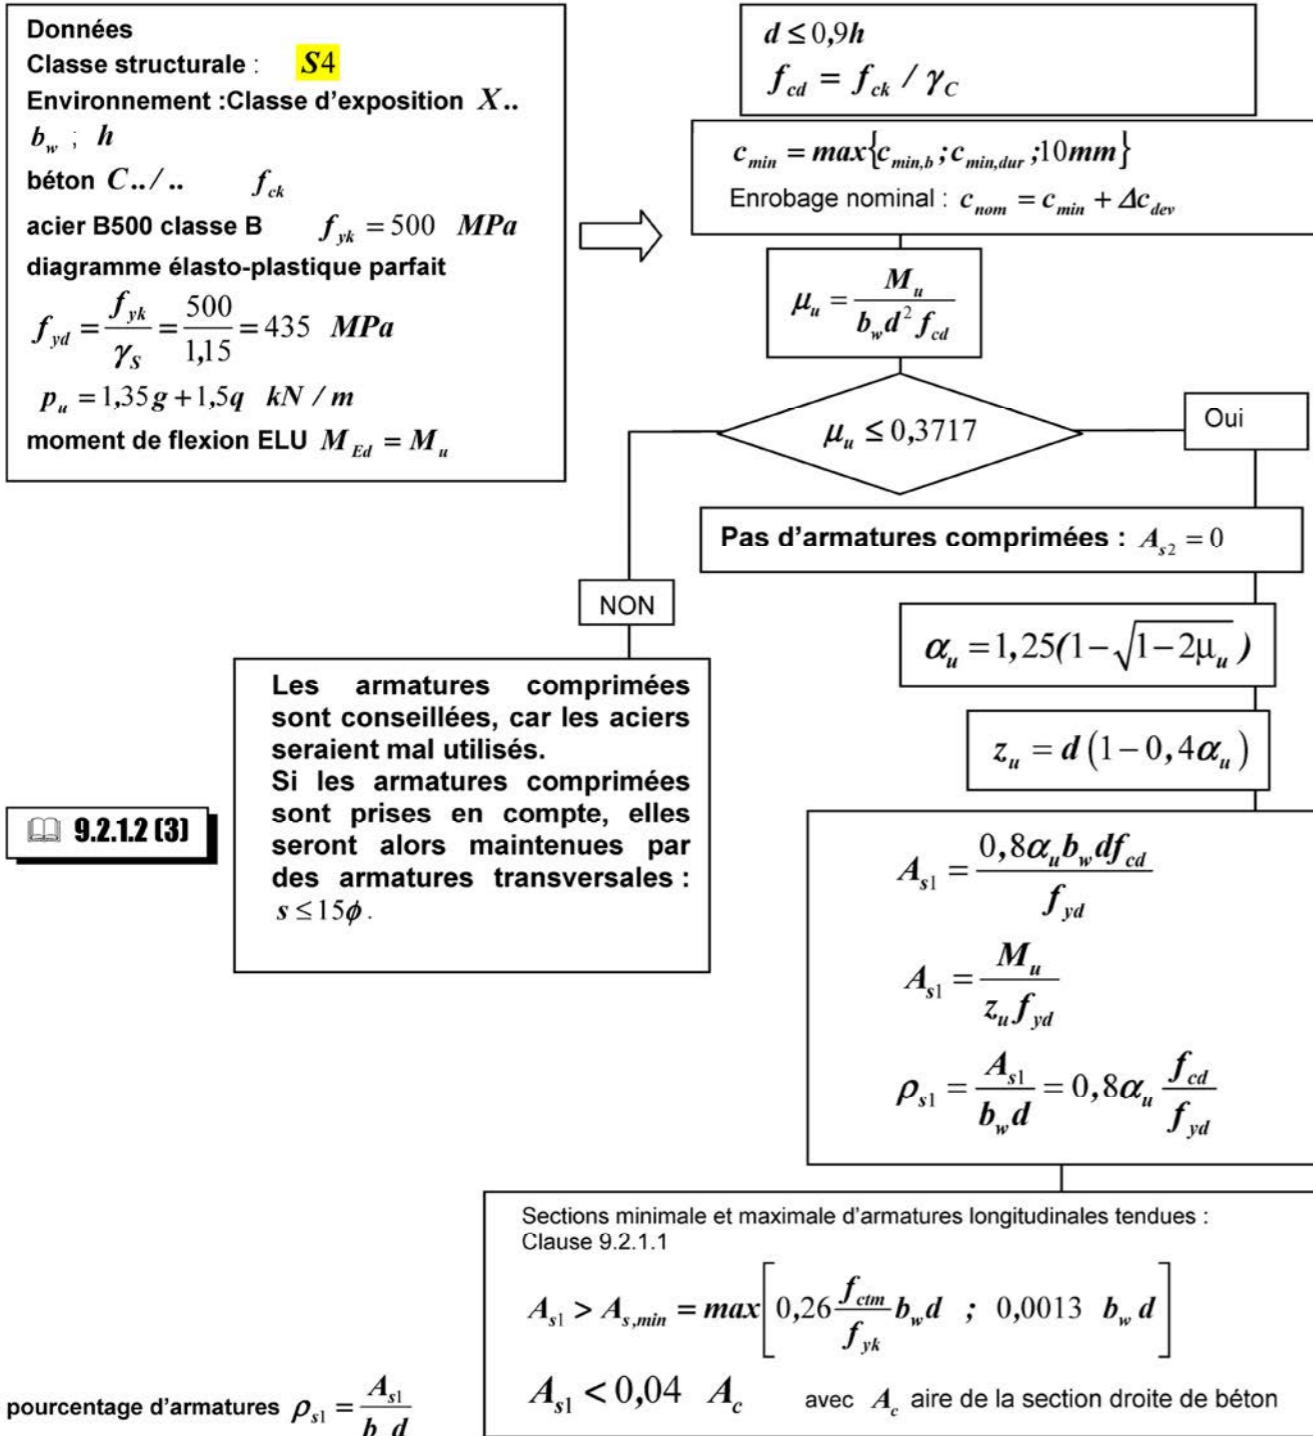 Données
Classe structurale : S4
Environnement :Classe d'exposition X..
b_w ; h
béton C../.. f_ck
acier B500 classe B f_yk = 500 MPa
diagramme élasto-plastique parfait
f_yd = f_yk / γ_S = 500 / 1,15 = 435 MPa
p_u = 1,35g + 1,5q kN / m
moment de flexion ELU M_Ed = M_u
d ≤ 0,9h
f_cd = f_ck / γ_C
c_min = max{c_min,b ; c_min,dur ; 10mm}
Enrobage nominal : c_nom = c_min + Δc_dev
μ_u = M_u / b_w d² f_cd
μ_u ≤ 0,3717
Oui
Pas d'armatures comprimées : A_s2 = 0
NON
α_u = 1,25(1 − √(1 − 2μ_u))
z_u = d (1 − 0,4α_u)
Les armatures comprimées
sont conseillées, car les aciers
seraient mal utilisés.
Si les armatures comprimées
sont prises en compte, elles
seront alors maintenues par
des armatures transversales :
s ≤ 15ϕ .
9.2.1.2 (3)
A_s1 = 0,8α_u b_w d f_cd / f_yd
A_s1 = M_u / z_u f_yd
ρ_s1 = A_s1 / b_w d = 0,8α_u f_cd / f_yd
Sections minimale et maximale d'armatures longitudinales tendues :
Clause 9.2.1.1
A_s1 > A_s,min = max[0,26 f_ctm / f_yk b_w d ; 0,0013 b_w d]
A_s1 < 0,04 A_c avec A_c aire de la section droite de béton
pourcentage d'armatures ρ_s1 = A_s1 / b_w d